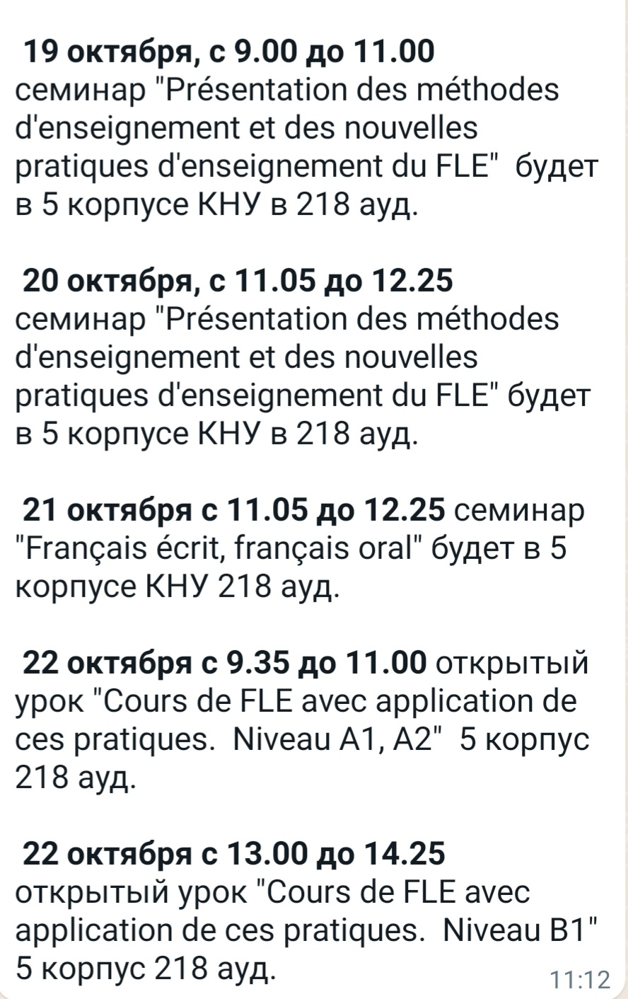 19 октября, с 9.00 до 11.00
семинар "Présentation des méthodes
d'enseignement et des nouvelles
pratiques d'enseignement du FLE"  будет
в 5 корпусе КНУ в 218 ауд.
20 октября, с 11.05 до 12.25
семинар "Présentation des méthodes
d'enseignement et des nouvelles
pratiques d'enseignement du FLE" будет
в 5 корпусе КНУ в 218 ауд.
21 октября с 11.05 до 12.25 семинар
"Français écrit, français oral" будет в 5
корпусе КНУ 218 ауд.
22 октября с 9.35 до 11.00 открытый
урок "Cours de FLE avec application de
ces pratiques.  Niveau A1, A2"  5 корпус
218 ауд.
22 октября с 13.00 до 14.25
открытый урок "Cours de FLE avec
application de ces pratiques.  Niveau B1"
5 корпус 218 ауд.
11:12